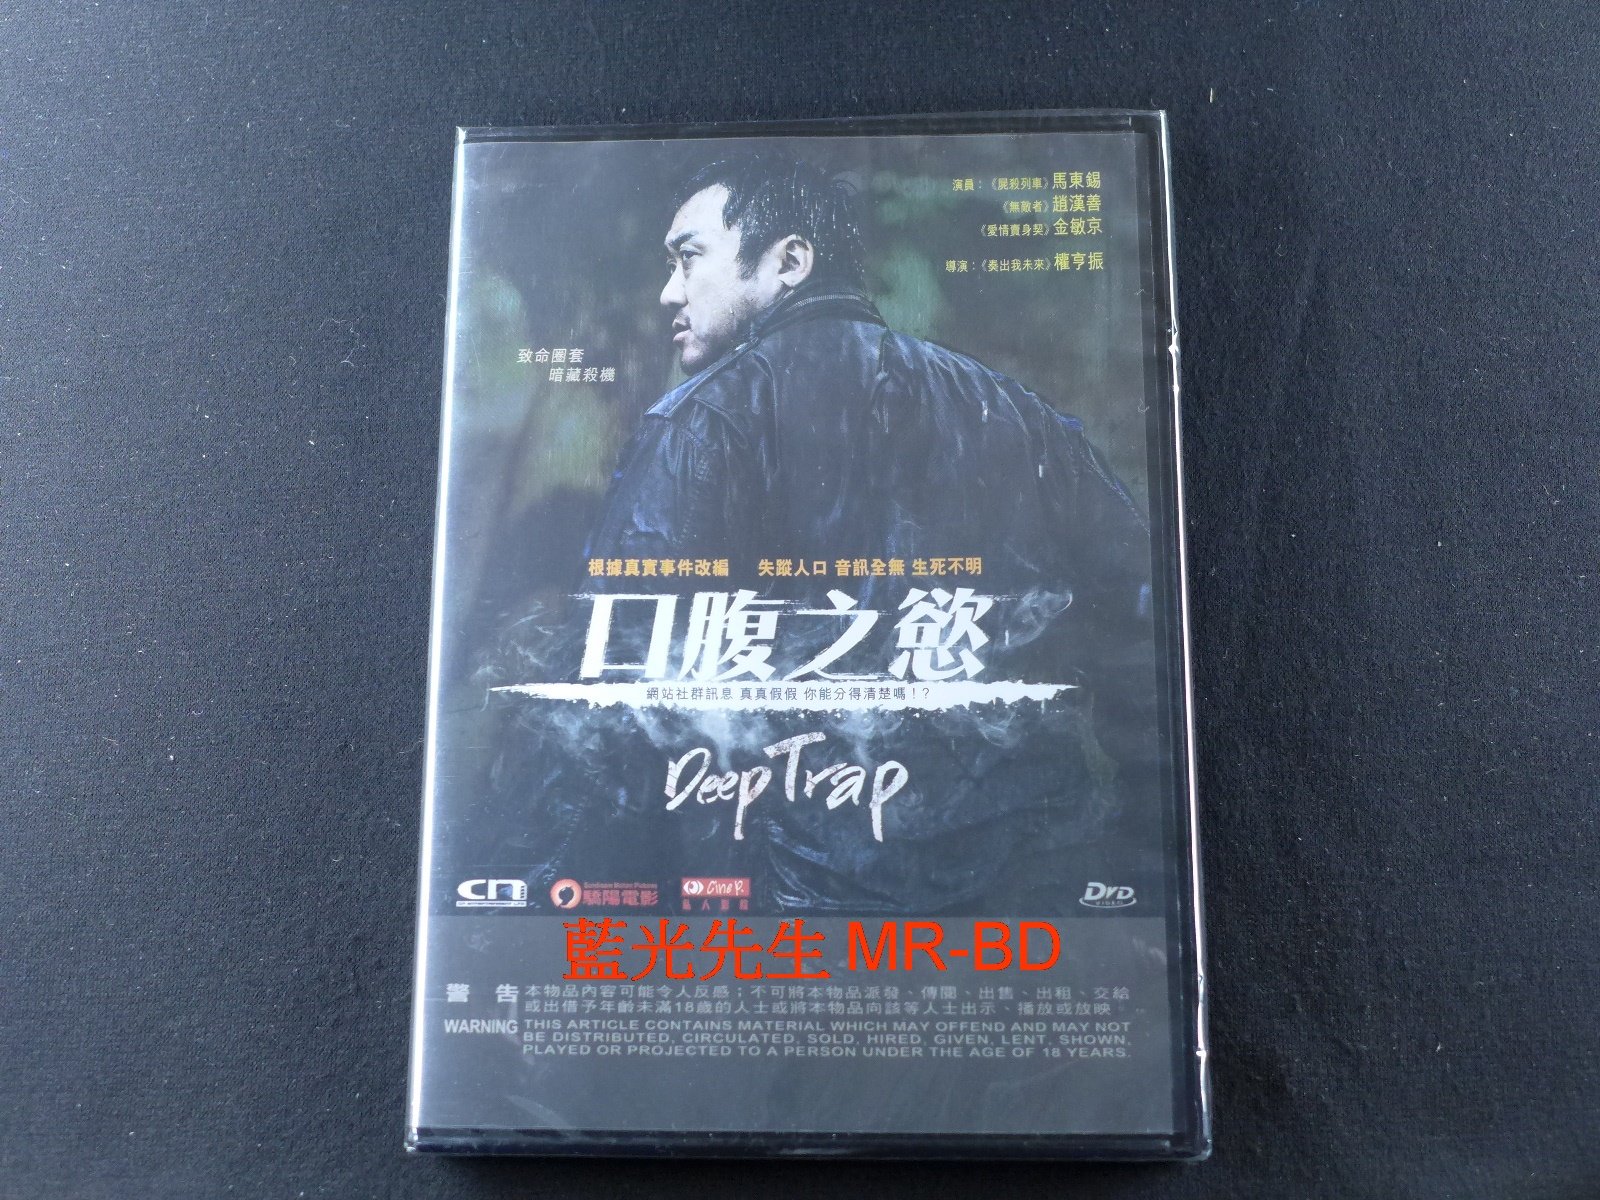 演員：《屍殺列車》馬東錫
《無敵者》趙漢善
《愛情賣身契》金敏京
導演：《奏出我未來》權亨振
致命圈套
暗藏殺機
根據真實事件改編 失蹤人口 音訊全無 生死不明
口腹之慾
網站社群訊息 真真假假 你能分得清楚嗎！？
Deep Trap
CN
Sundream Motion Pictures
驕陽電影
Cine P.
DVD
VIDEO
藍光先生 MR-BD
警告 本物品內容可能令人反感；不可將本物品派發、傳閱、出售、出租、交給
或出借予年齡未滿18歲的人士或將本物品向該等人士出示、播放或放映。
WARNING THIS ARTICLE CONTAINS MATERIAL WHICH MAY OFFEND AND MAY NOT
BE DISTRIBUTED, CIRCULATED, SOLD, HIRED, GIVEN, LENT, SHOWN,
PLAYED OR PROJECTED TO A PERSON UNDER THE AGE OF 18 YEARS.